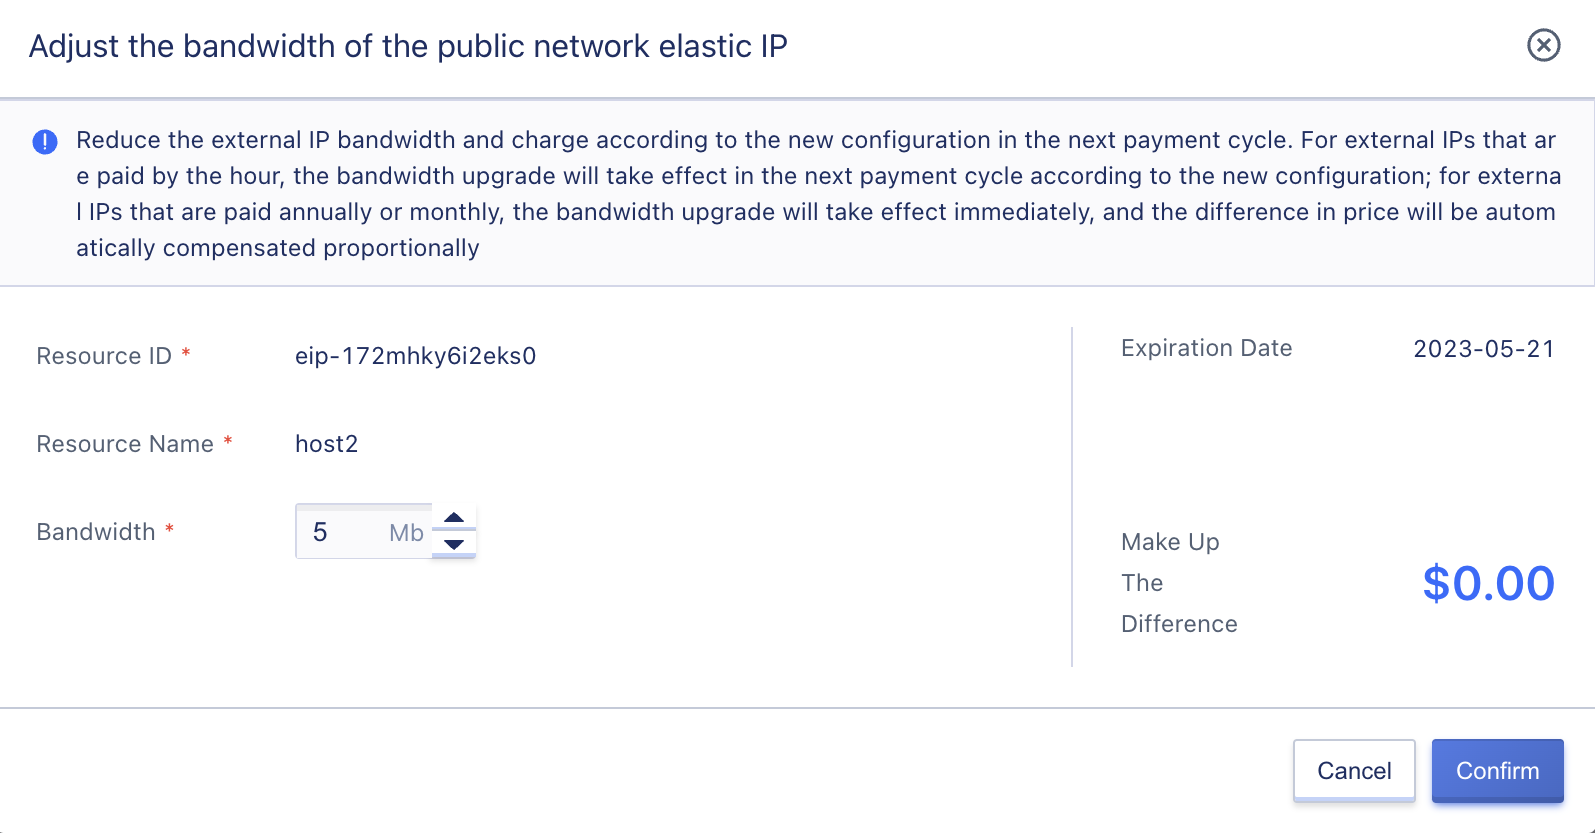 Adjust the bandwidth of the public network elastic IP
Reduce the external IP bandwidth and charge according to the new configuration in the next payment cycle. For external IPs that ar
e paid by the hour, the bandwidth upgrade will take effect in the next payment cycle according to the new configuration; for externa
l IPs that are paid annually or monthly, the bandwidth upgrade will take effect immediately, and the difference in price will be autom
atically compensated proportionally
Resource ID * eip-172mhky6i2eks0
Resource Name * host2
Bandwidth * 5 Mb
Expiration Date 2023-05-21
Make Up
The
Difference
$0.00
Cancel
Confirm